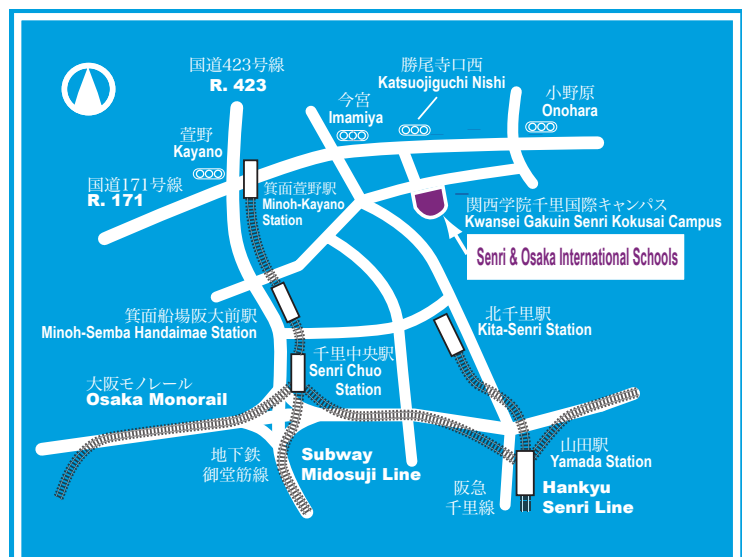 国道423号線
R. 423
勝尾寺口西
Katsuojiguchi Nishi
今宮
Imamiya
小野原
Onohara
萱野
Kayano
国道171号線
R. 171
箕面萱野駅
Minoh-Kayano
Station
関西学院千里国際キャンパス
Kwansei Gakuin Senri Kokusai Campus
Senri & Osaka International Schools
箕面船場阪大前駅
Minoh-Semba Handaimae Station
北千里駅
Kita-Senri Station
千里中央駅
Senri Chuo
Station
大阪モノレール
Osaka Monorail
地下鉄
御堂筋線
Subway
Midosuji Line
山田駅
Yamada Station
阪急
千里線
Hankyu
Senri Line